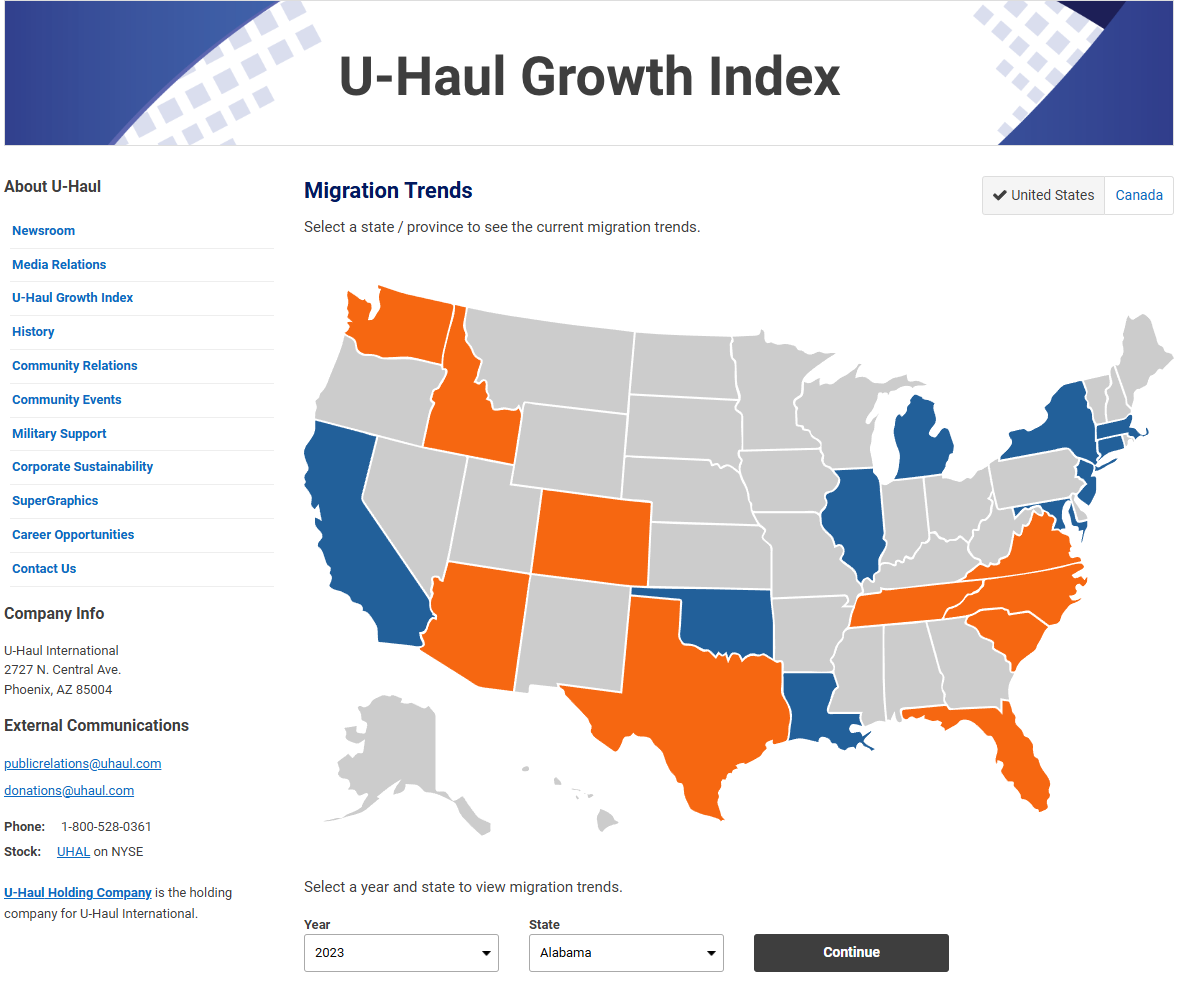 U-Haul Growth Index
About U-Haul
Newsroom
Media Relations
U-Haul Growth Index
History
Community Relations
Community Events
Military Support
Corporate Sustainability
SuperGraphics
Career Opportunities
Contact Us
Company Info
U-Haul International
2727 N. Central Ave.
Phoenix, AZ 85004
External Communications
publicrelations@uhaul.com
donations@uhaul.com
Phone: 1-800-528-0361
Stock: UHAL on NYSE
U-Haul Holding Company is the holding
company for U-Haul International.
Migration Trends
United States
Canada
Select a state / province to see the current migration trends.
Select a year and state to view migration trends.
Year
State
2023
Alabama
Continue